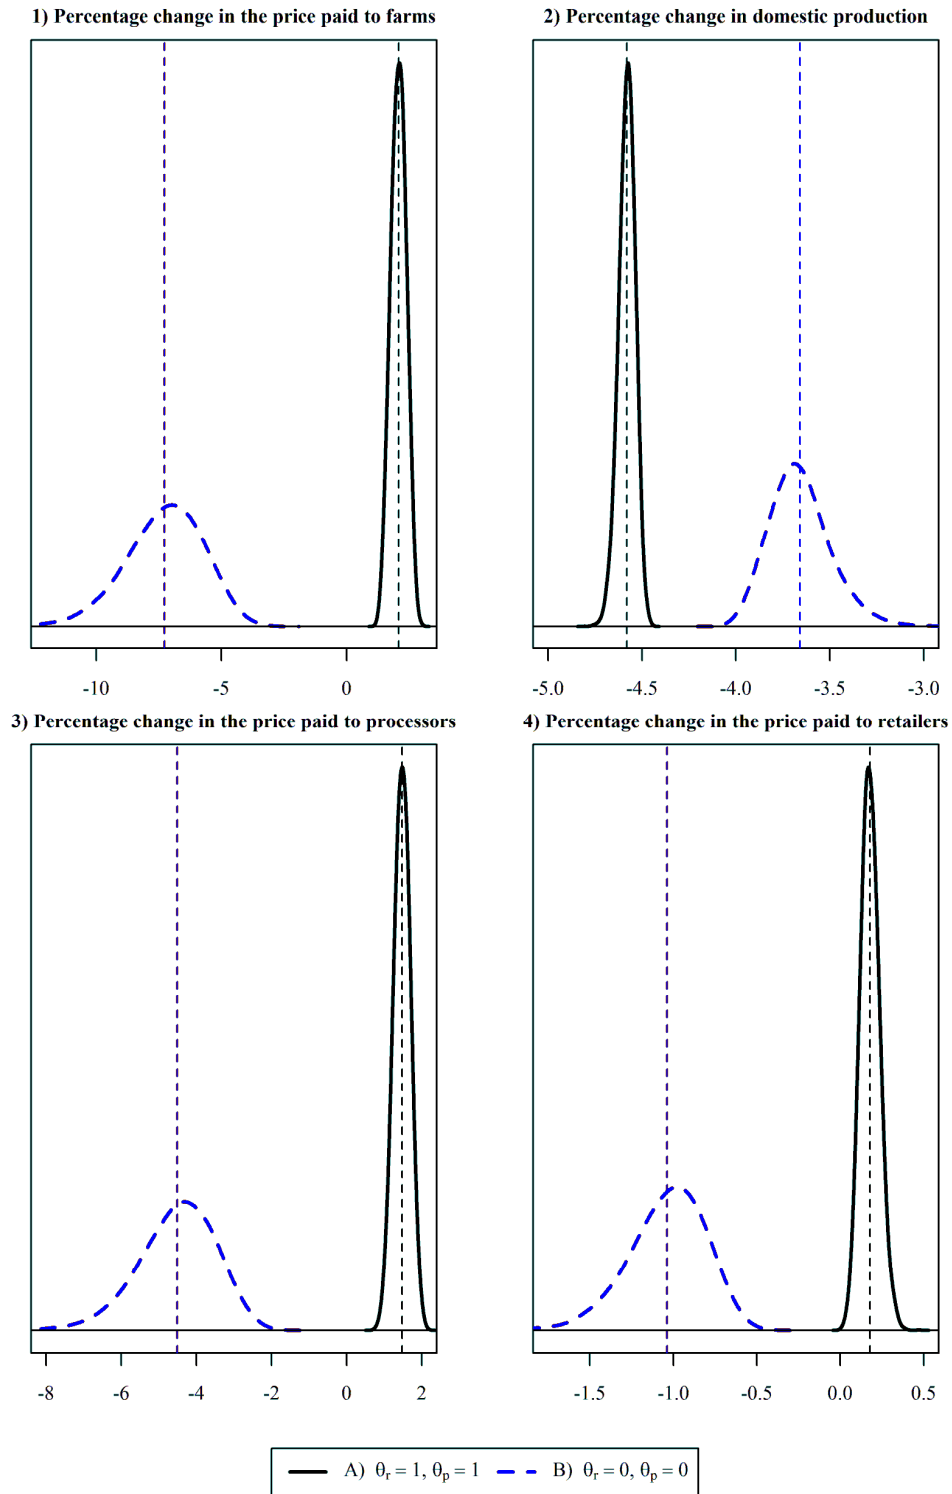 1) Percentage change in the price paid to farms
2) Percentage change in domestic production
-10 -5 0
-5.0 -4.5 -4.0 -3.5 -3.0
3) Percentage change in the price paid to processors
4) Percentage change in the price paid to retailers
-8 -6 -4 -2 0 2
-1.5 -1.0 -0.5 0.0 0.5
A) θr = 1, θp = 1 B) θr = 0, θp = 0